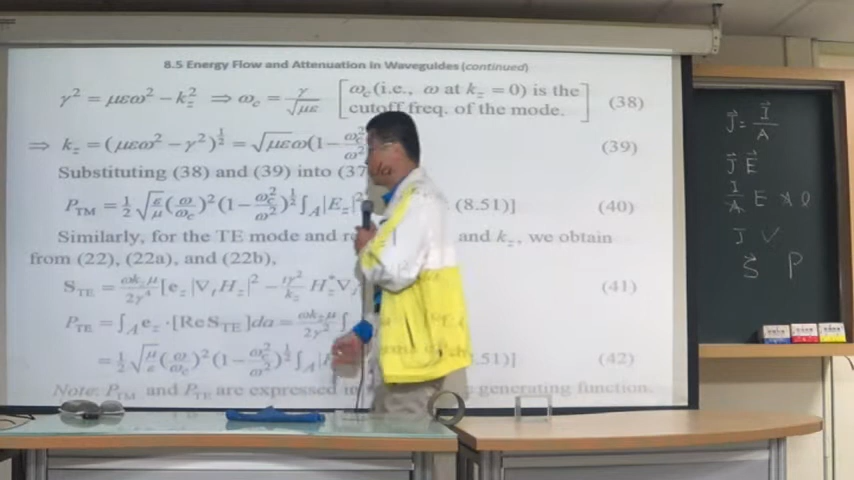 8.5 Energy Flow and Attenuation in Waveguides (continued)
γ² = μεω² − k_z² ⇒ ω_c = γ/√με [ω_c (i.e., ω at k_z = 0) is the cutoff freq. of the mode.] (38)
⇒ k_z = (μεω² − γ²)^½ = √με ω(1 − ω_c²/ω² (39)
Substituting (38) and (39) into (37
P_TM = ½ √(ε/μ) (ω/ω_c)² (1 − ω_c²/ω²)^½ ∫_A |E_z|² (8.51)] (40)
Similarly, for the TE mode and and k_z, we obtain
from (22), (22a), and (22b),
S_TE = ωk_zμ/2γ⁴ [e_z |∇_t H_z|² − iγ²/k_z H_z* ∇ (41)
P_TE = ∫_A e_z · [Re S_TE] da = ωk_zμ/2γ² ∫
= ½ √(μ/ε) (ω/ω_c)² (1 − ω_c²/ω²)^½ ∫_A .51)] (42)
Note: P_TM and P_TE are expressed in generating function.
J⃗ = I⃗/A
J⃗ E⃗
I/A E A l
J V
S⃗ P